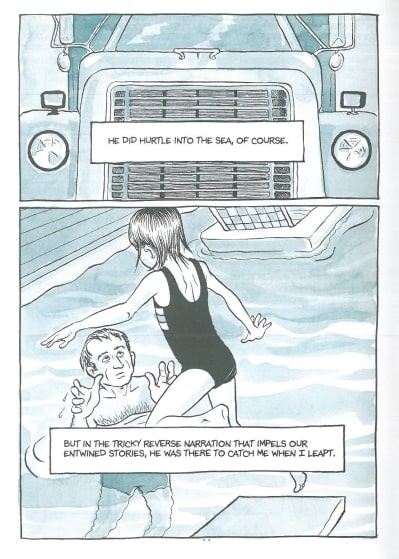 HE DID HURTLE INTO THE SEA, OF COURSE.
BUT IN THE TRICKY REVERSE NARRATION THAT IMPELS OUR
ENTWINED STORIES, HE WAS THERE TO CATCH ME WHEN I LEAPT.